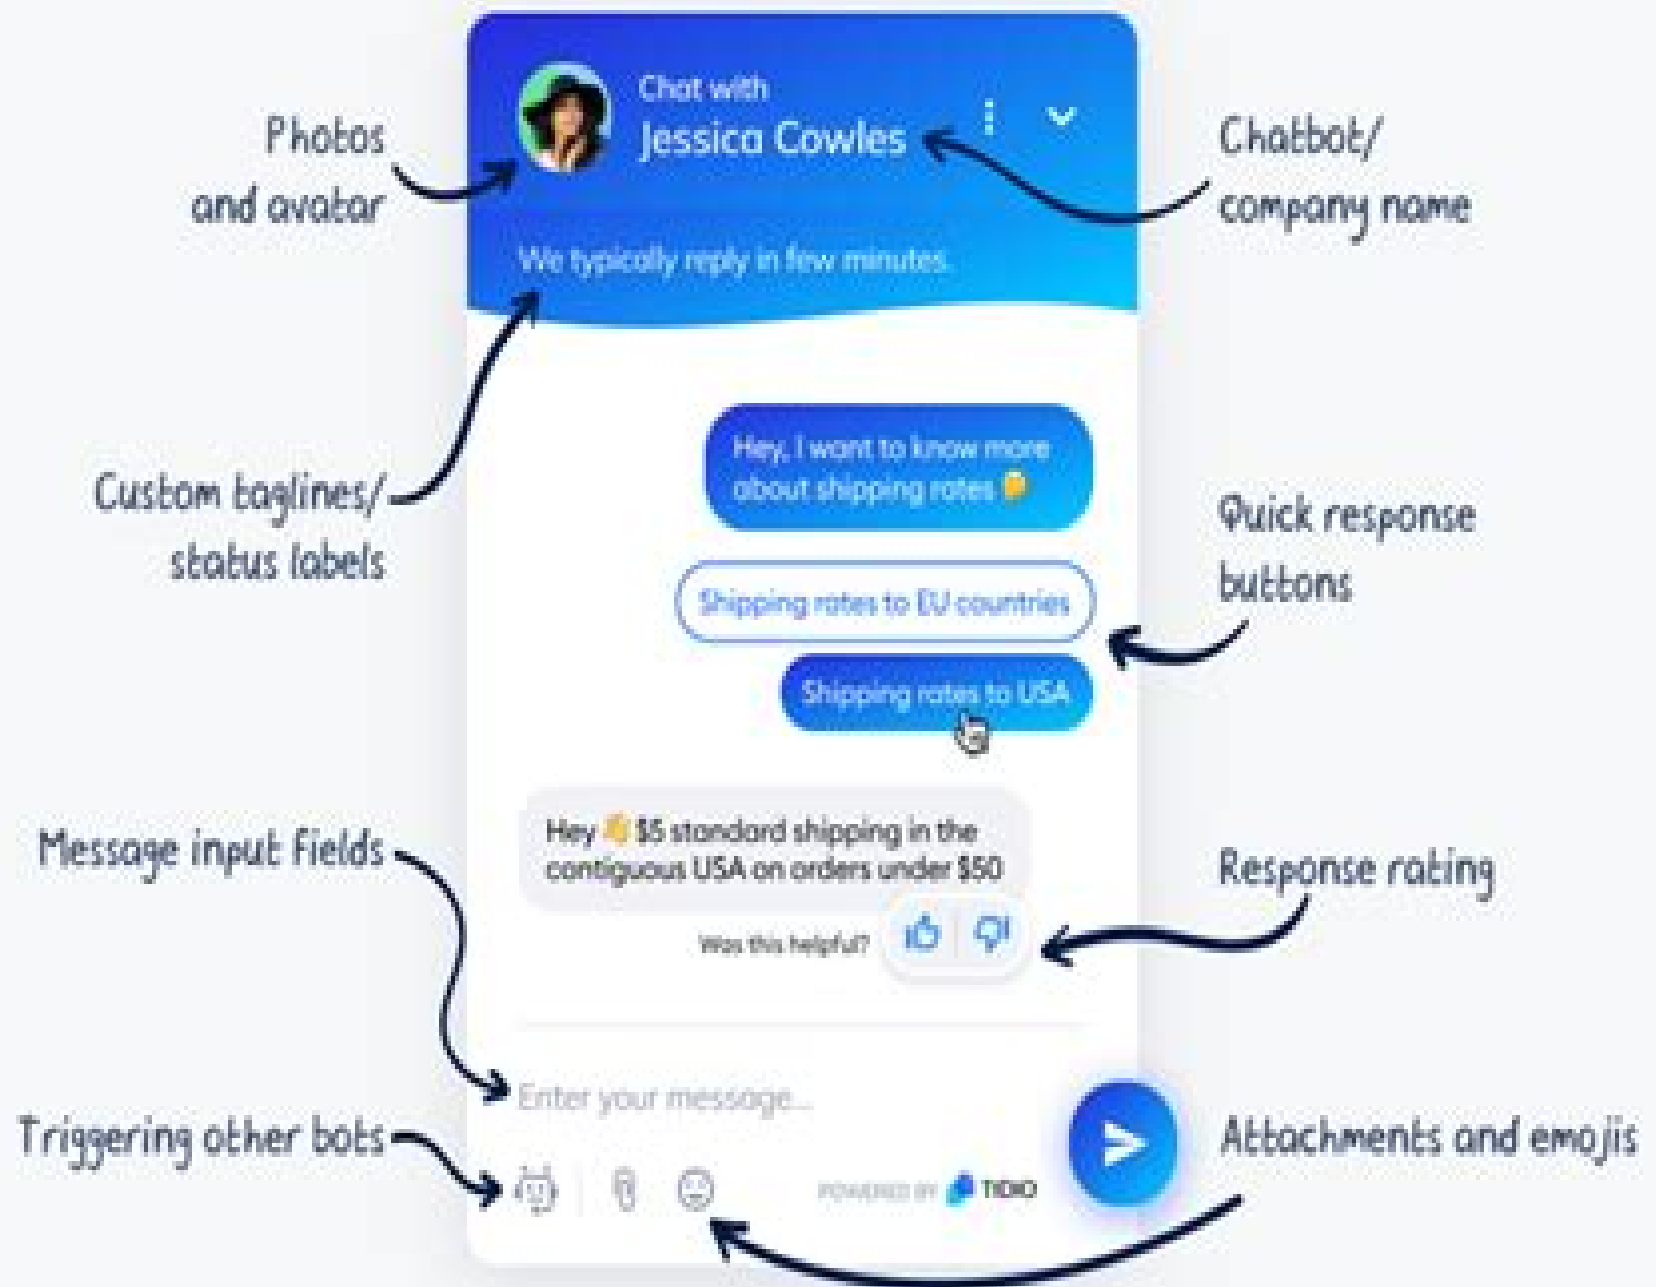 Chat with
Jessica Cowles
Photos
and avatar
Chatbot/
company name
We typically reply in few minutes.
Custom taglines/
status labels
Hey, I want to know more
about shipping rates
Quick response
buttons
Shipping rates to EU countries
Shipping rates to USA
Message input fields
Hey 👋 $5 standard shipping in the
contiguous USA on orders under $50
Response rating
Was this helpful?
Enter your message...
Triggering other bots
Attachments and emojis
POWERED BY TIDIO